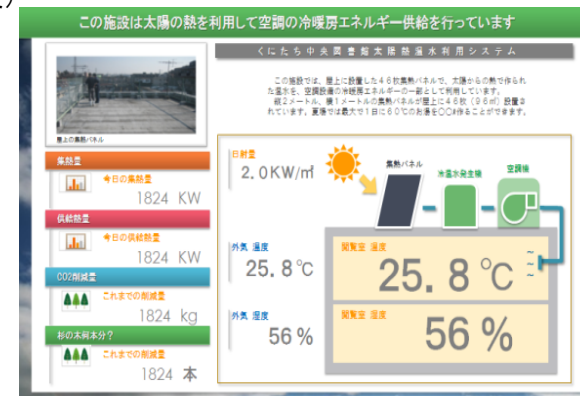 この施設は太陽の熱を利用して空調の冷暖房エネルギー供給を行っています
くにたち中央図書館太陽熱温水利用システム
この施設では、屋上に設置した４６枚集熱パネルで、太陽からの熱で作られ
た温水を、空調設備の冷暖房エネルギーの一部として利用しています。
縦２メートル、横１メートルの集熱パネルが屋上に４６枚（９６㎡）設置さ
れています。夏場では最大で１日に６０℃のお湯を〇〇ℓ作ることができます。
屋上の集熱パネル
集熱量
今日の集熱量
1824 KW
供給熱量
今日の供給熱量
1824 KW
CO2削減量
これまでの削減量
1824 kg
杉の木何本分？
これまでの削減量
1824 本
日射量
2.0KW/㎡
集熱パネル
冷温水発生機
空調機
外気 温度
25.8℃
閲覧室 温度
25.8℃
外気 湿度
56%
閲覧室 湿度
56%